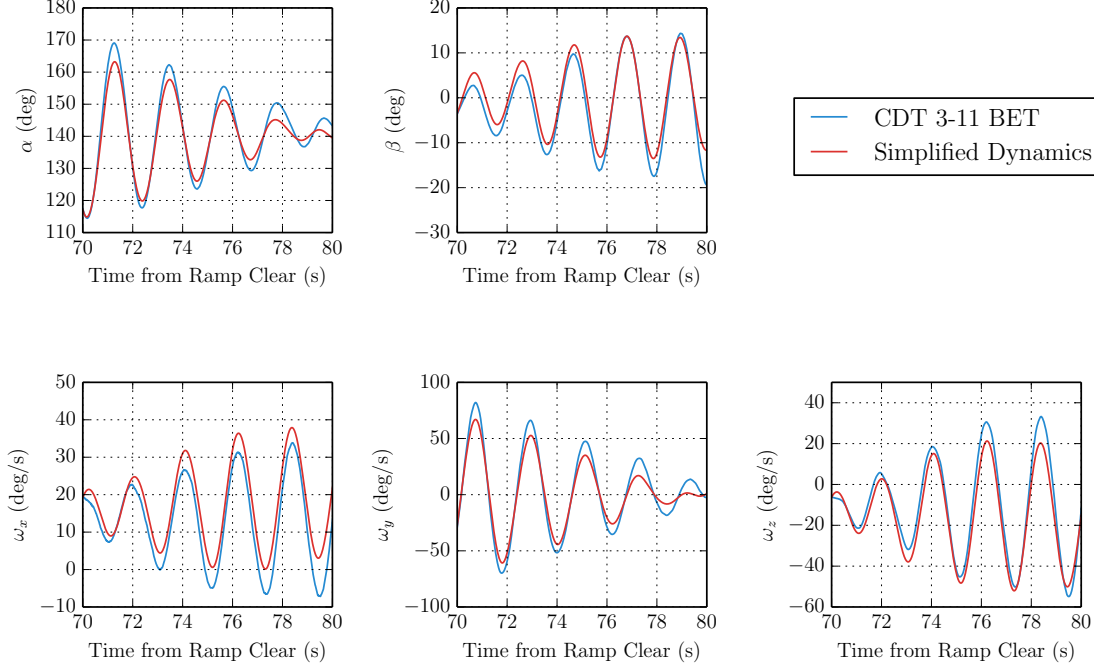 180
170
160
150
140
130
120
110
α (deg)
70 72 74 76 78 80
Time from Ramp Clear (s)
20
10
0
−10
−20
−30
β (deg)
70 72 74 76 78 80
Time from Ramp Clear (s)
CDT 3-11 BET
Simplified Dynamics
50
40
30
20
10
0
−10
ω_x (deg/s)
70 72 74 76 78 80
Time from Ramp Clear (s)
100
50
0
−50
−100
ω_y (deg/s)
70 72 74 76 78 80
Time from Ramp Clear (s)
40
20
0
−20
−40
−60
ω_z (deg/s)
70 72 74 76 78 80
Time from Ramp Clear (s)